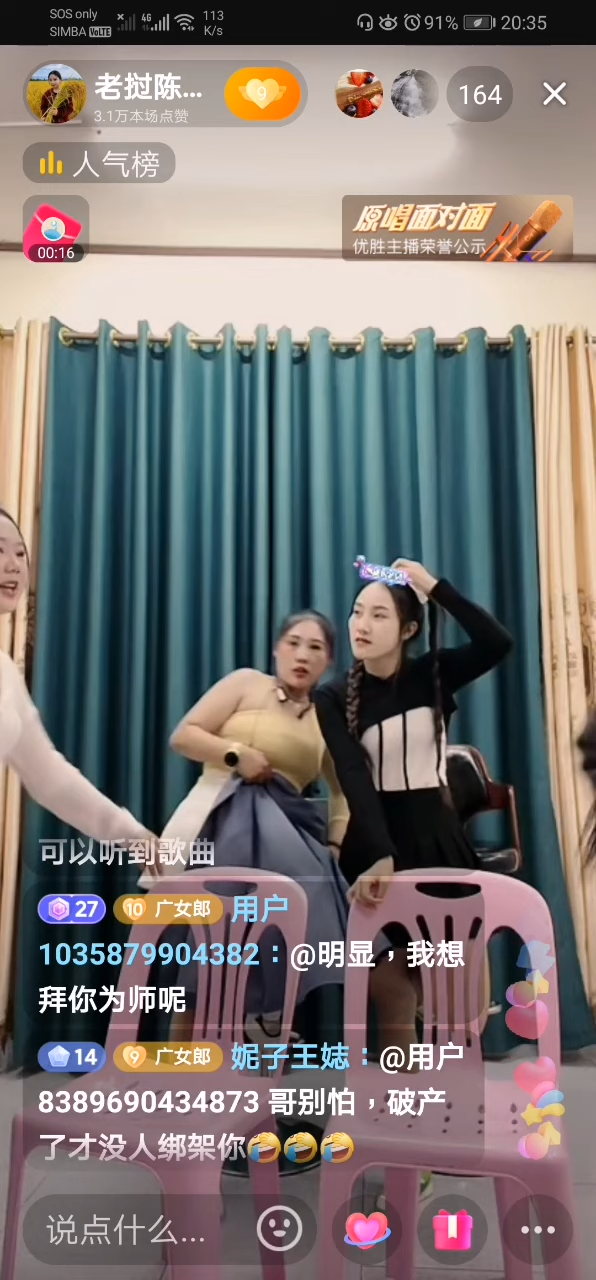 SOS only
SIMBA VoLTE
4G
113
K/s
91%
20:35
老挝陈...
3.1万本场点赞
9
164
人气榜
00:16
原唱面对面
优胜主播荣誉公示
可以听到歌曲
27 10 广女郎 用户
1035879904382：@明显，我想
拜你为师呢
14 9 广女郎 妮子王娡：@用户
8389690434873 哥别怕，破产
了才没人绑架你😂😂😂
说点什么...